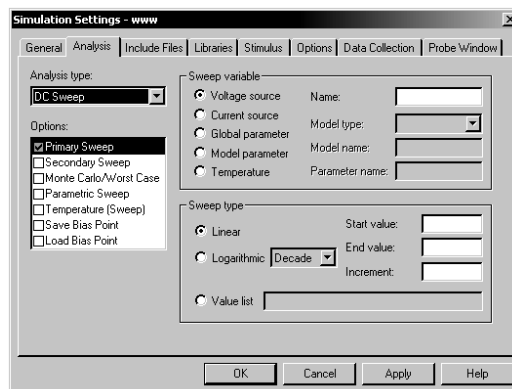 Simulation Settings - www
General Analysis Include Files Libraries Stimulus Options Data Collection Probe Window
Analysis type:
DC Sweep
Options:
Primary Sweep
Secondary Sweep
Monte Carlo/Worst Case
Parametric Sweep
Temperature (Sweep)
Save Bias Point
Load Bias Point
Sweep variable
Voltage source
Current source
Global parameter
Model parameter
Temperature
Name:
Model type:
Model name:
Parameter name:
Sweep type
Linear
Logarithmic Decade
Value list
Start value:
End value:
Increment:
OK Cancel Apply Help